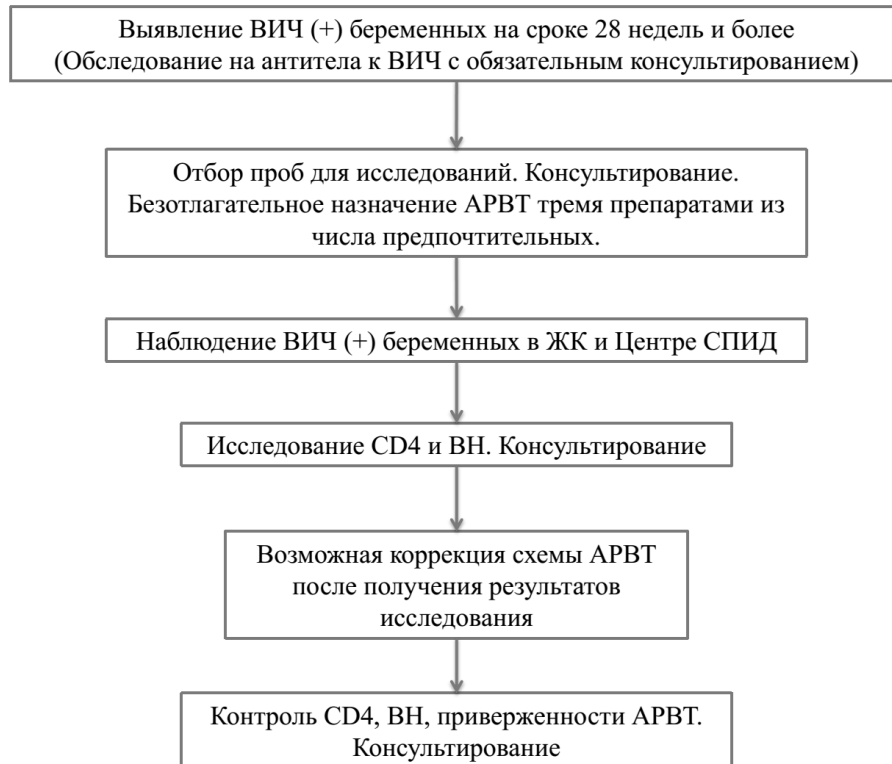 Выявление ВИЧ (+) беременных на сроке 28 недель и более
(Обследование на антитела к ВИЧ с обязательным консультированием)
Отбор проб для исследований. Консультирование.
Безотлагательное назначение АРВТ тремя препаратами из
числа предпочтительных.
Наблюдение ВИЧ (+) беременных в ЖК и Центре СПИД
Исследование CD4 и ВН. Консультирование
Возможная коррекция схемы АРВТ
после получения результатов
исследования
Контроль CD4, ВН, приверженности АРВТ.
Консультирование